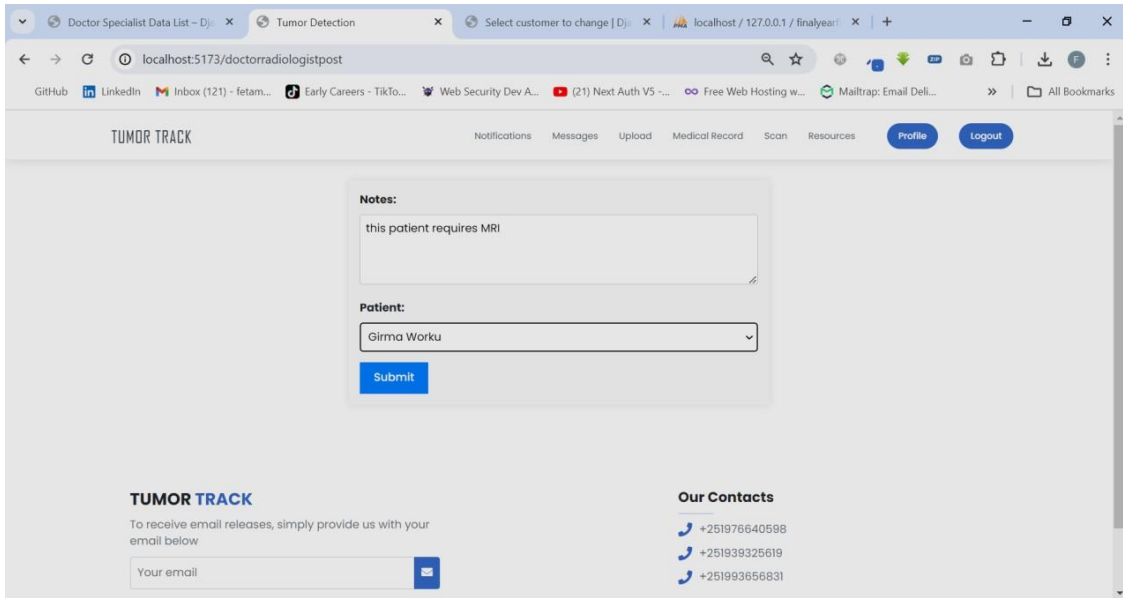 Doctor Specialist Data List – Dja
Tumor Detection
Select customer to change | Dja
localhost / 127.0.0.1 / finalyear
localhost:5173/doctorradiologistpost
GitHub
LinkedIn
Inbox (121) - fetam...
Early Careers - TikTo...
Web Security Dev A...
(21) Next Auth V5 -...
Free Web Hosting w...
Mailtrap: Email Deli...
»
All Bookmarks
TUMOR TRACK
Notifications
Messages
Upload
Medical Record
Scan
Resources
Profile
Logout
Notes:
this patient requires MRI
Patient:
Girma Worku
Submit
TUMOR TRACK
To receive email releases, simply provide us with your
email below
Your email
Our Contacts
+251976640598
+251939325619
+251993656831